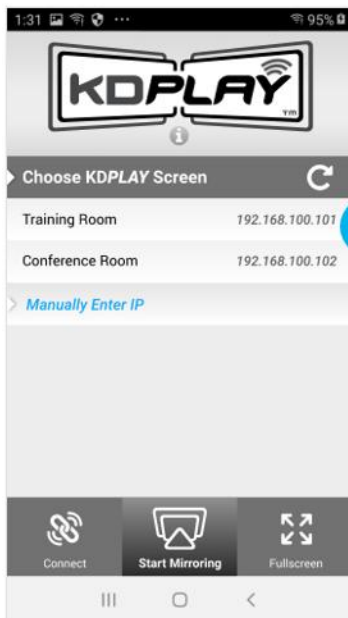 1:31 95%
KDPLAY
TM
i
Choose KDPLAY Screen
Training Room 192.168.100.101
Conference Room 192.168.100.102
Manually Enter IP
Connect Start Mirroring Fullscreen